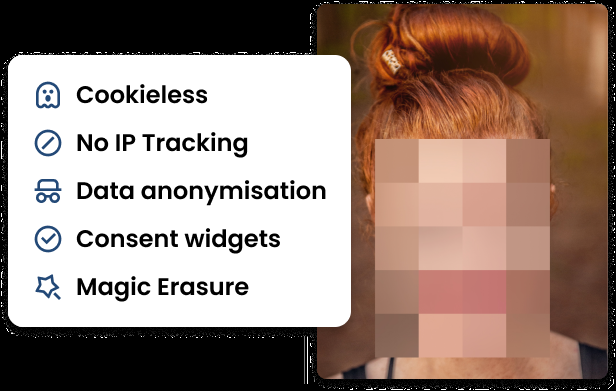 Cookieless
No IP Tracking
Data anonymisation
Consent widgets
Magic Erasure